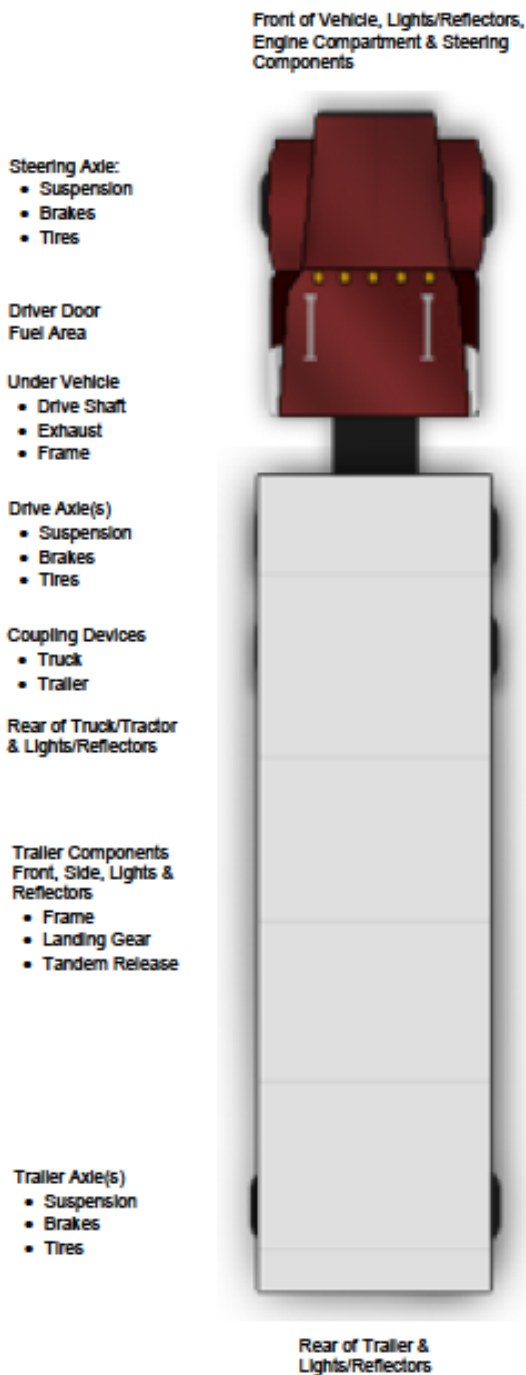 Front of Vehicle, Lights/Reflectors,
Engine Compartment & Steering
Components
Steering Axle:
• Suspension
• Brakes
• Tires
Driver Door
Fuel Area
Under Vehicle
• Drive Shaft
• Exhaust
• Frame
Drive Axle(s)
• Suspension
• Brakes
• Tires
Coupling Devices
• Truck
• Trailer
Rear of Truck/Tractor
& Lights/Reflectors
Trailer Components
Front, Side, Lights &
Reflectors
• Frame
• Landing Gear
• Tandem Release
Trailer Axle(s)
• Suspension
• Brakes
• Tires
Rear of Trailer &
Lights/Reflectors